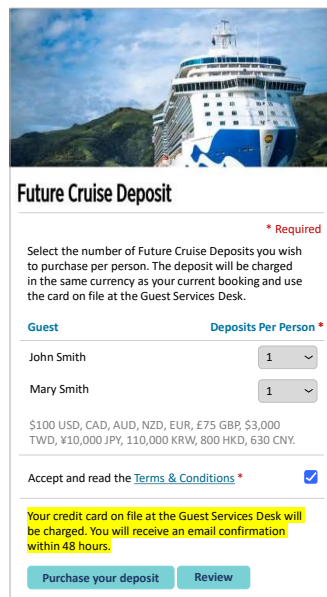 Future Cruise Deposit
* Required
Select the number of Future Cruise Deposits you wish
to purchase per person. The deposit will be charged
in the same currency as your current booking and use
the card on file at the Guest Services Desk.
Guest Deposits Per Person *
John Smith 1
Mary Smith 1
$100 USD, CAD, AUD, NZD, EUR, £75 GBP, $3,000
TWD, ¥10,000 JPY, 110,000 KRW, 800 HKD, 630 CNY.
Accept and read the Terms & Conditions *
Your credit card on file at the Guest Services Desk will
be charged. You will receive an email confirmation
within 48 hours.
Purchase your deposit Review